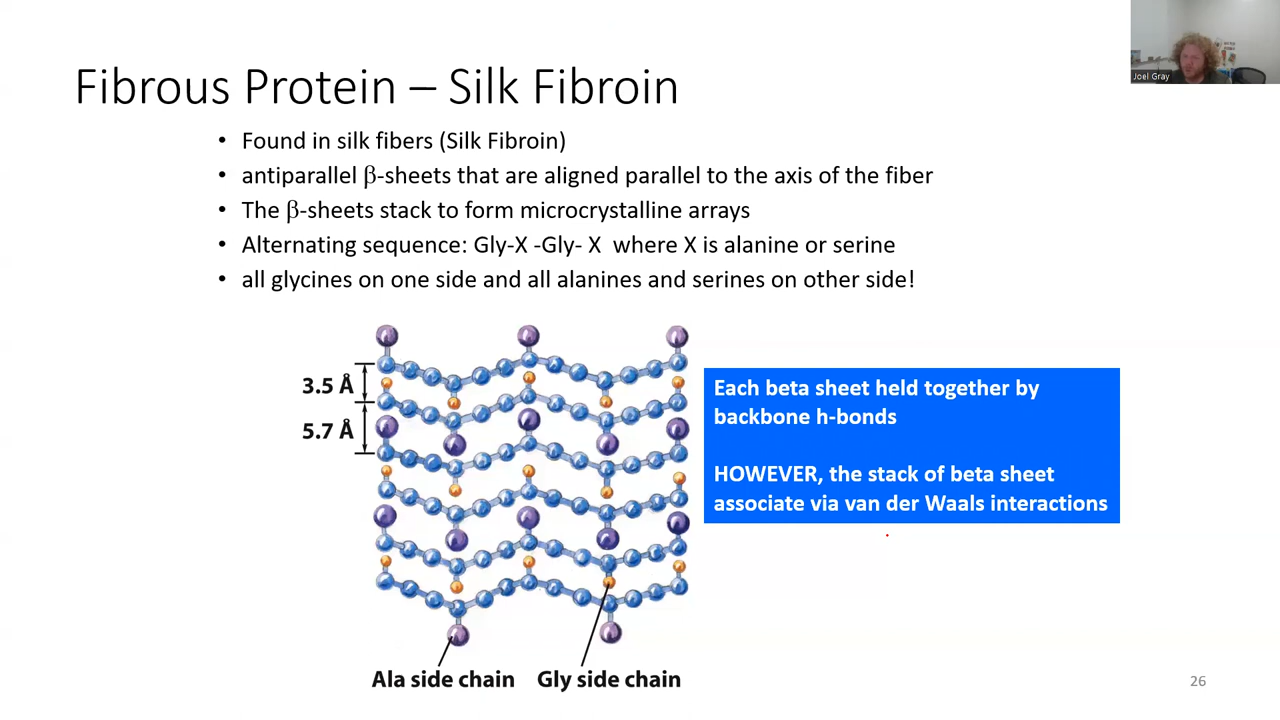 Joel Gray
Fibrous Protein – Silk Fibroin
• Found in silk fibers (Silk Fibroin)
• antiparallel β-sheets that are aligned parallel to the axis of the fiber
• The β-sheets stack to form microcrystalline arrays
• Alternating sequence: Gly-X -Gly- X  where X is alanine or serine
• all glycines on one side and all alanines and serines on other side!
3.5 Å
5.7 Å
Each beta sheet held together by
backbone h-bonds
HOWEVER, the stack of beta sheet
associate via van der Waals interactions
Ala side chain
Gly side chain
26